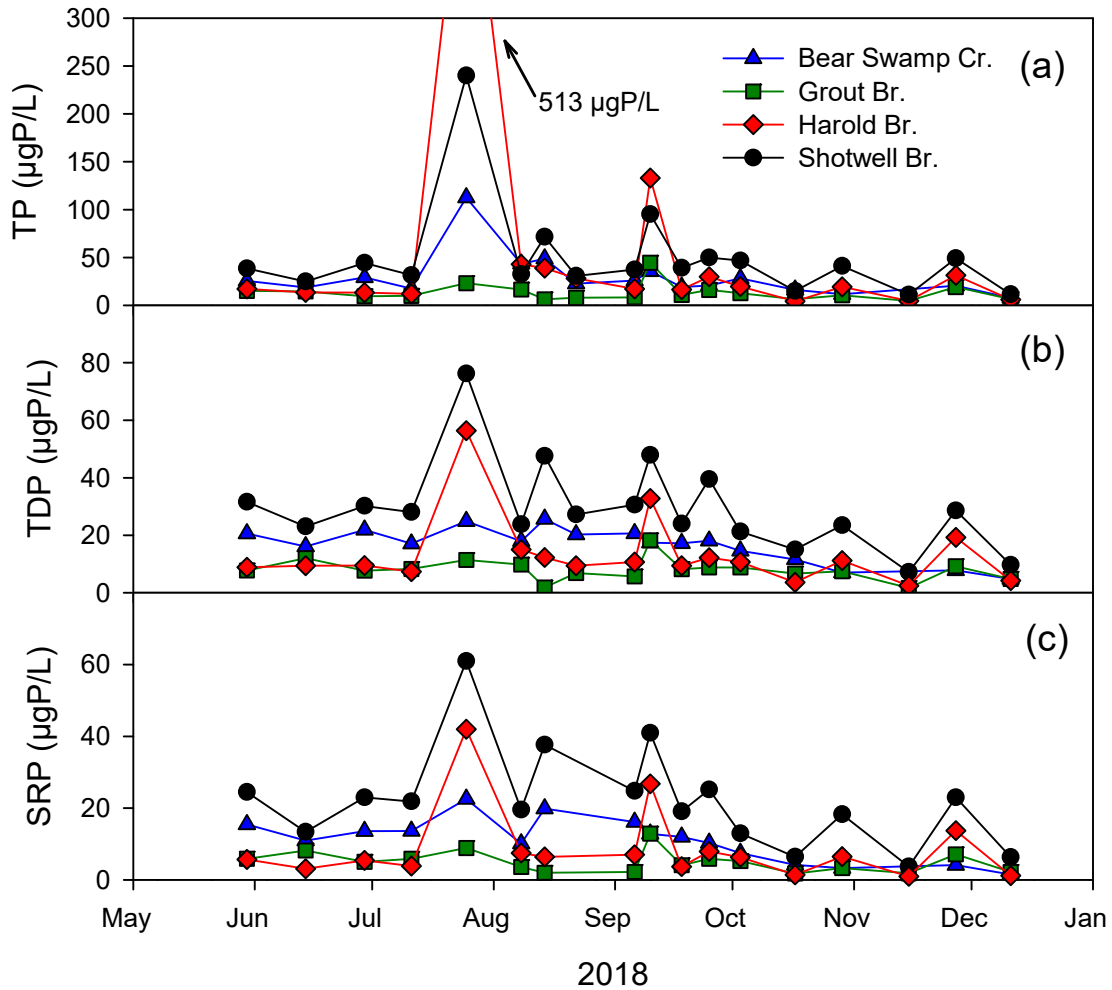 300
250
200
150
100
50
0
TP (µgP/L)
513 µgP/L
Bear Swamp Cr.
Grout Br.
Harold Br.
Shotwell Br.
(a)
80
60
40
20
0
TDP (µgP/L)
(b)
60
40
20
0
SRP (µgP/L)
(c)
May Jun Jul Aug Sep Oct Nov Dec Jan
2018